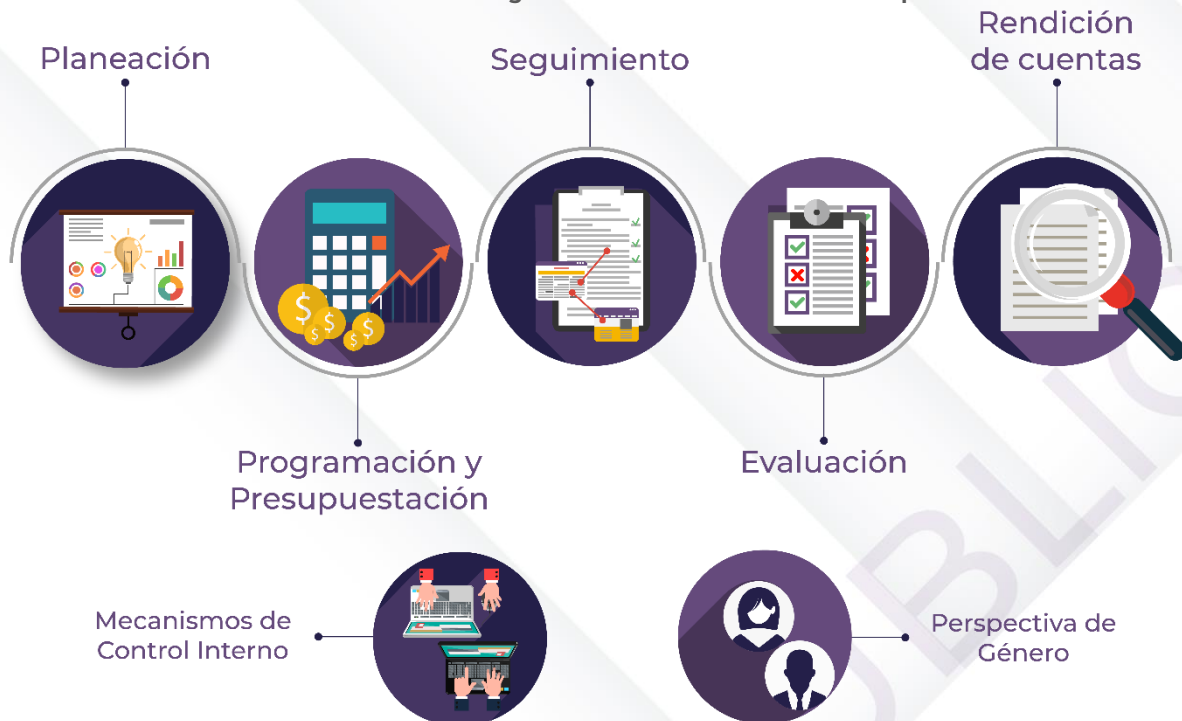 Planeación
Seguimiento
Rendición
de cuentas
Programación y
Presupuestación
Evaluación
Mecanismos de
Control Interno
Perspectiva de
Género